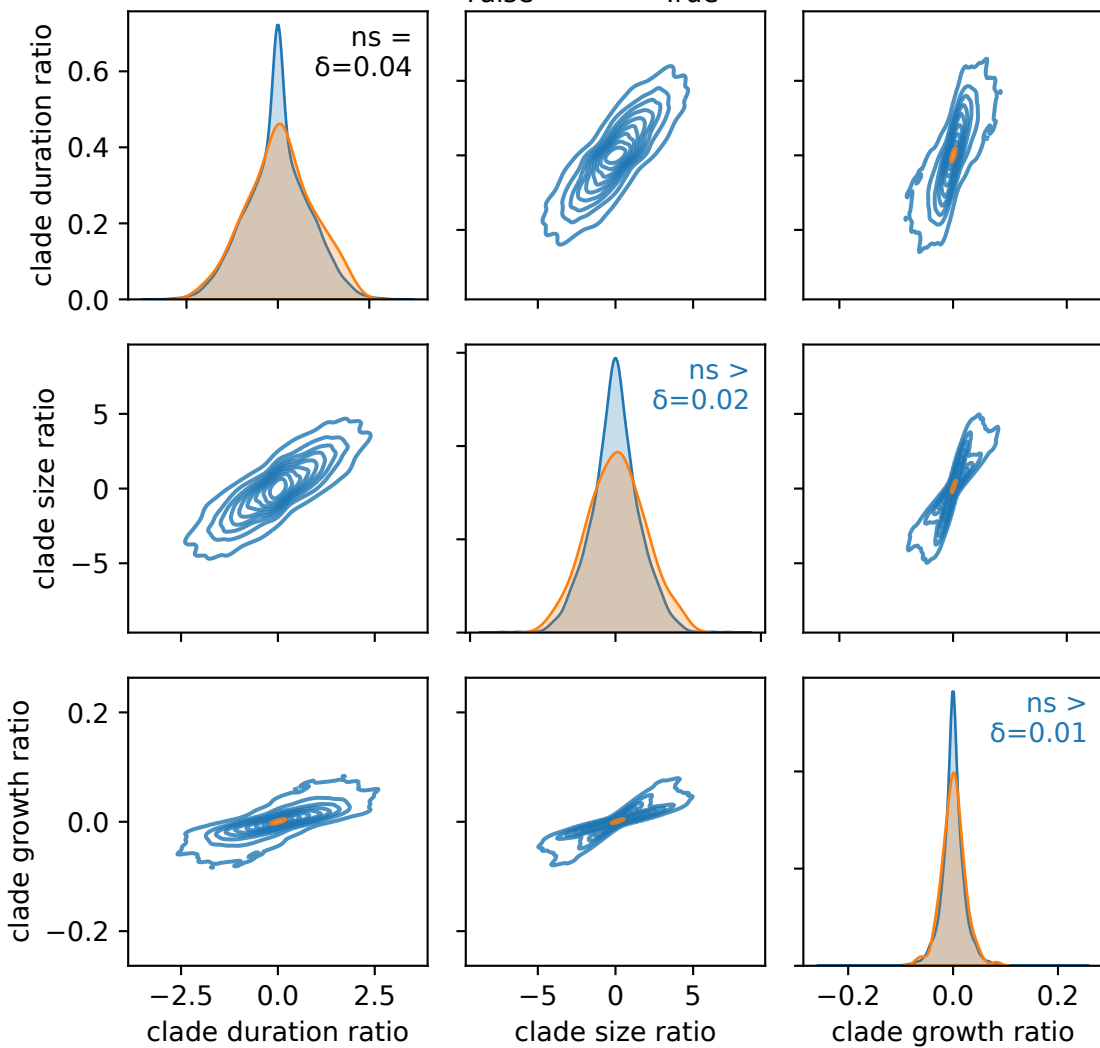 clade duration ratio
0.6
0.4
0.2
0.0
ns =
δ=0.04
clade size ratio
5
0
−5
ns >
δ=0.02
clade growth ratio
0.2
0.0
−0.2
ns >
δ=0.01
−2.5 0.0 2.5
−5 0 5
−0.2 0.0 0.2
clade duration ratio
clade size ratio
clade growth ratio